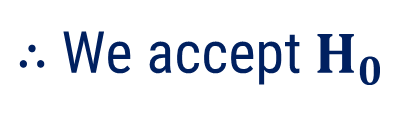 ∴ We accept H₀